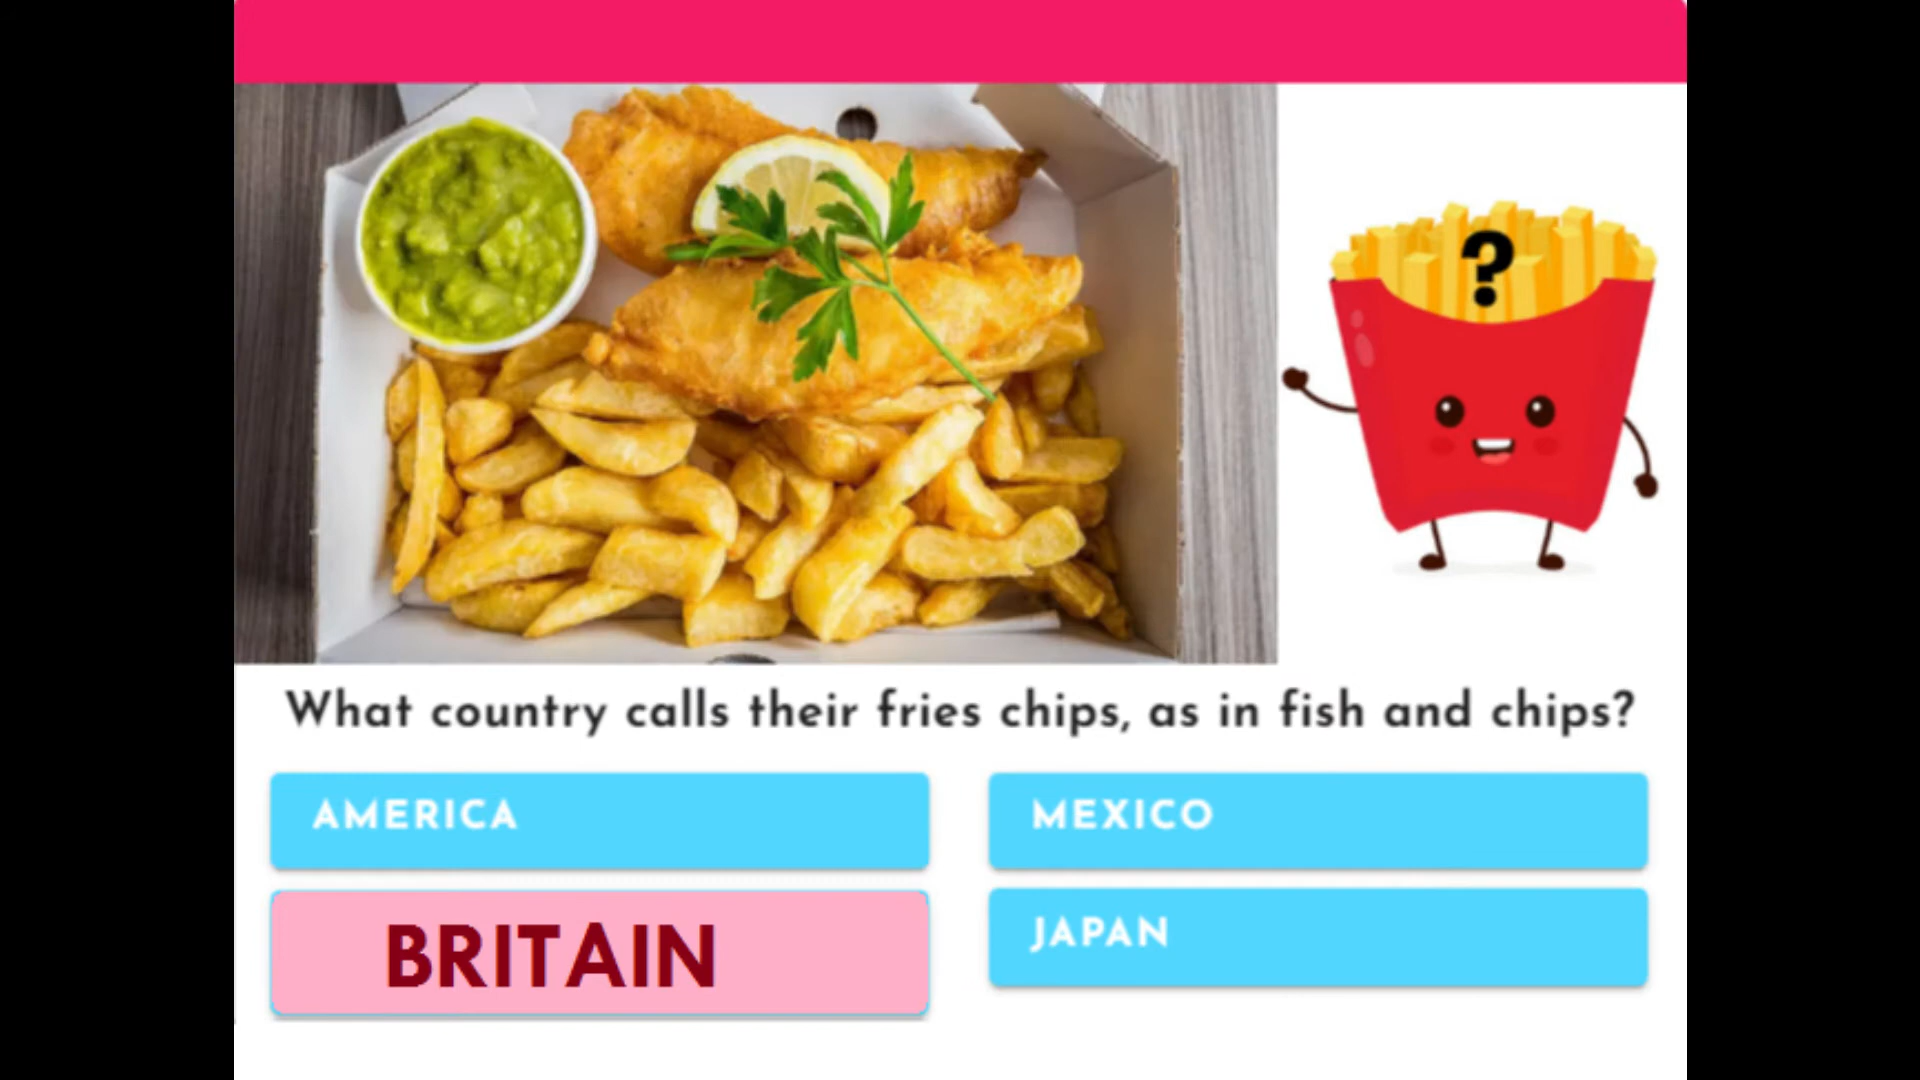 ?
What country calls their fries chips, as in fish and chips?
AMERICA
MEXICO
BRITAIN
JAPAN